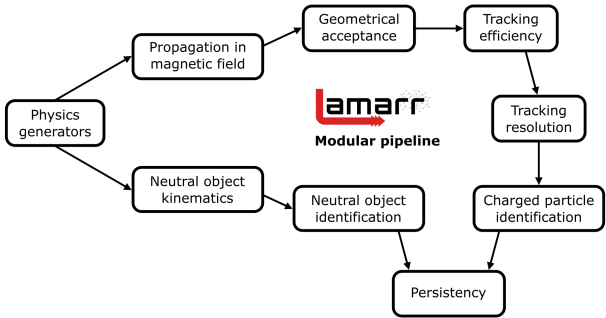 Geometrical
acceptance
Tracking
efficiency
Propagation in
magnetic field
Physics
generators
Lamarr
Modular pipeline
Tracking
resolution
Neutral object
kinematics
Neutral object
identification
Charged particle
identification
Persistency